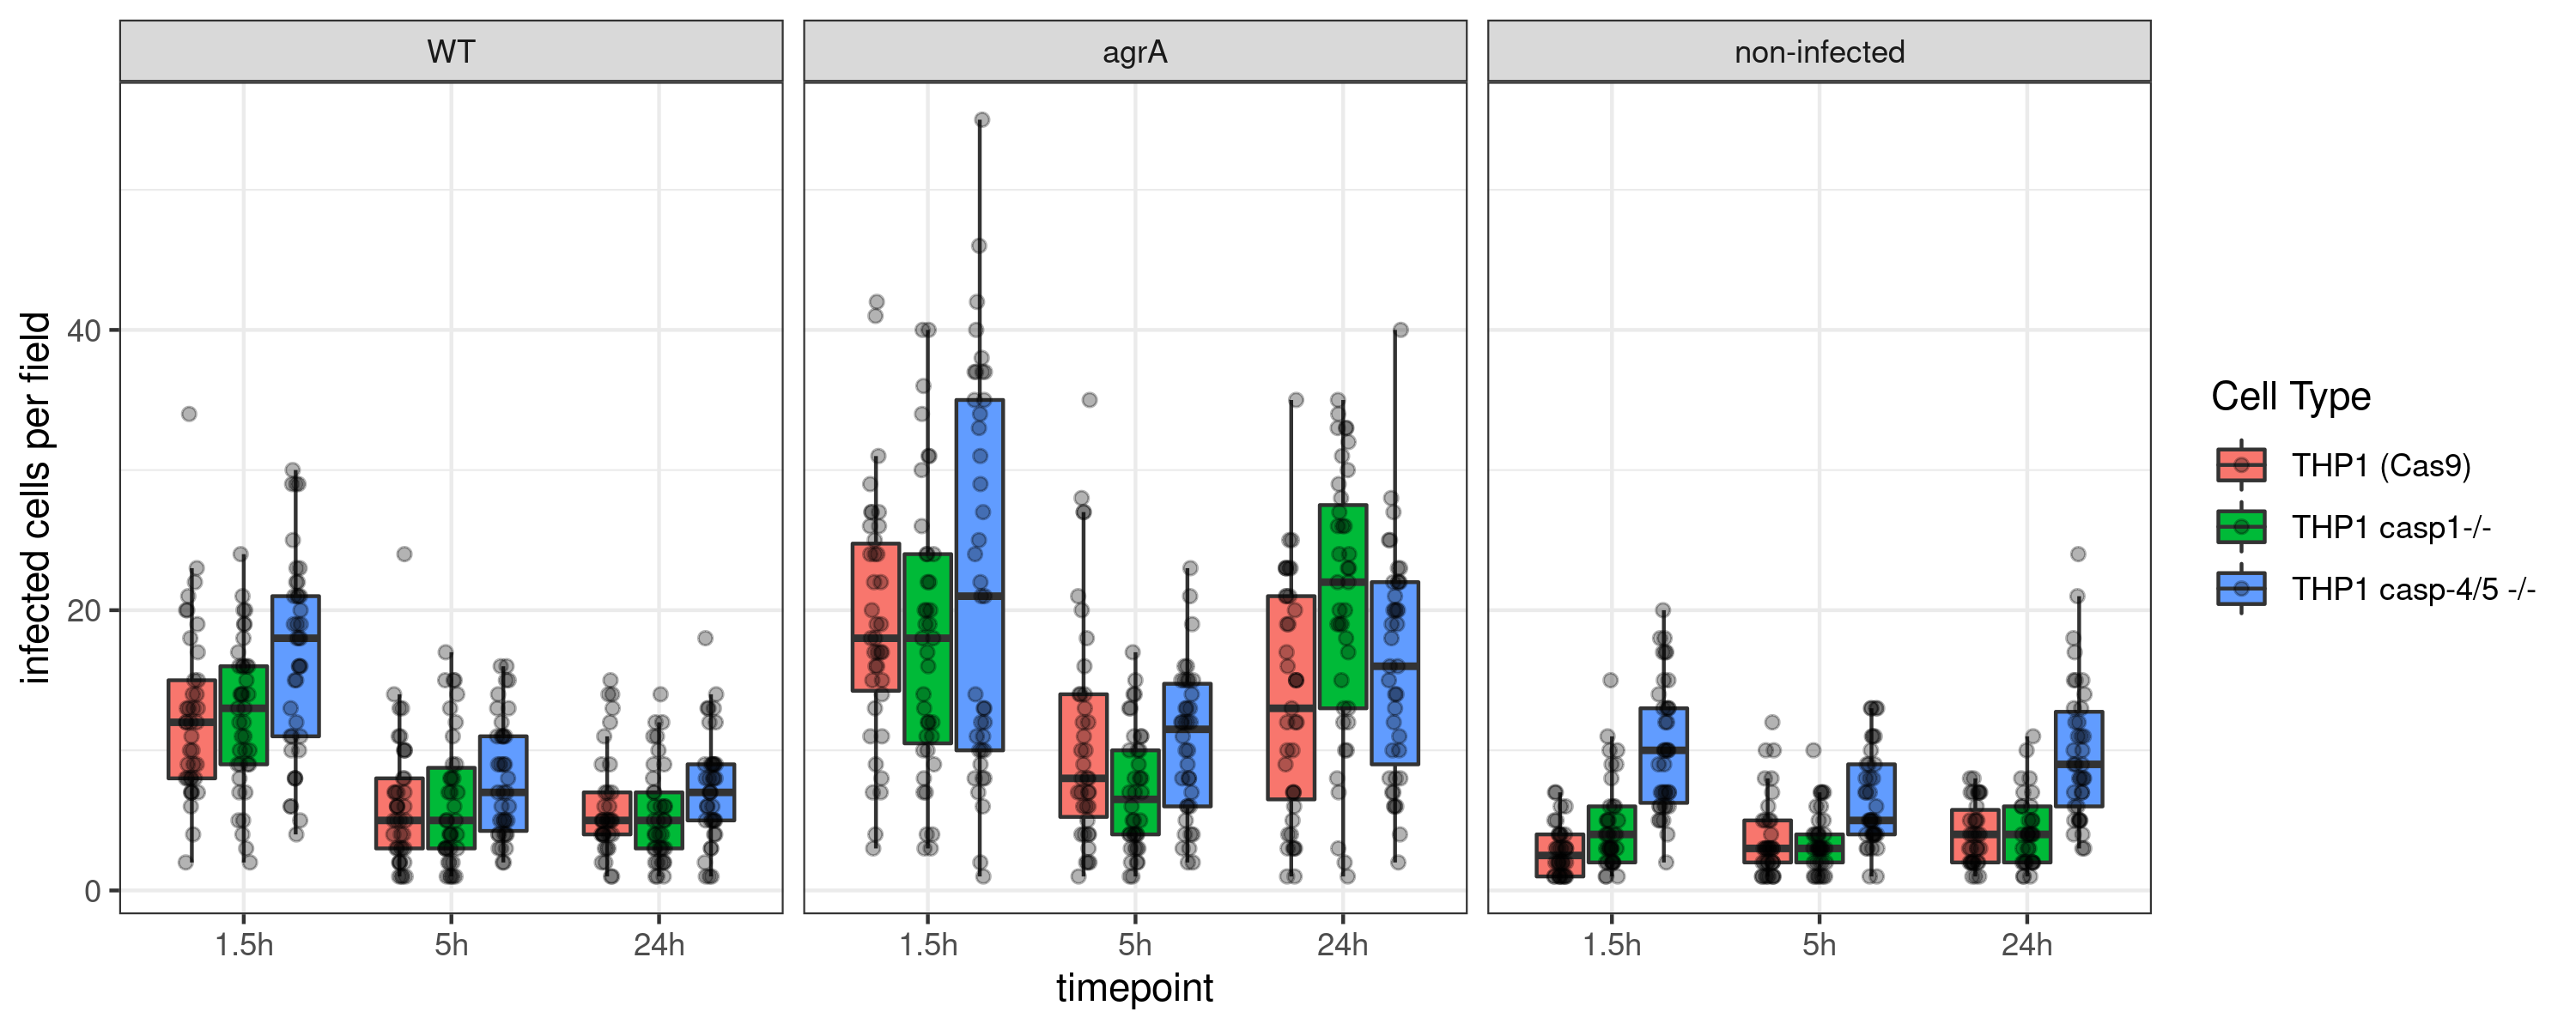 WT
agrA
non-infected
infected cells per field
40
20
0
1.5h
5h
24h
1.5h
5h
24h
1.5h
5h
24h
timepoint
Cell Type
THP1 (Cas9)
THP1 casp1-/-
THP1 casp-4/5 -/-